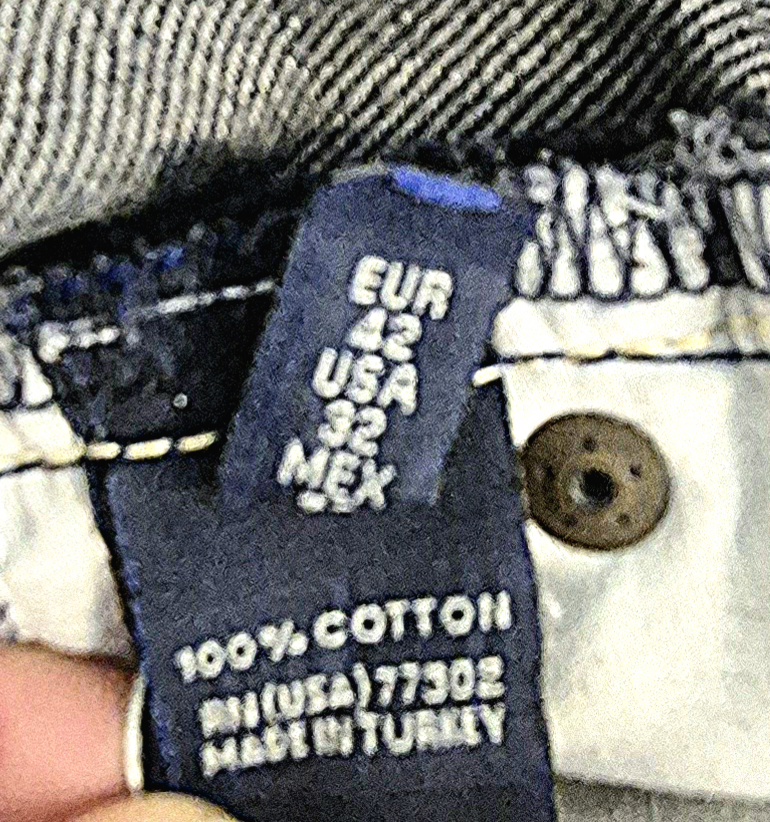 EUR
42
USA
32
MEX
100% COTTON
RN (USA) 77302
MADE IN TURKEY